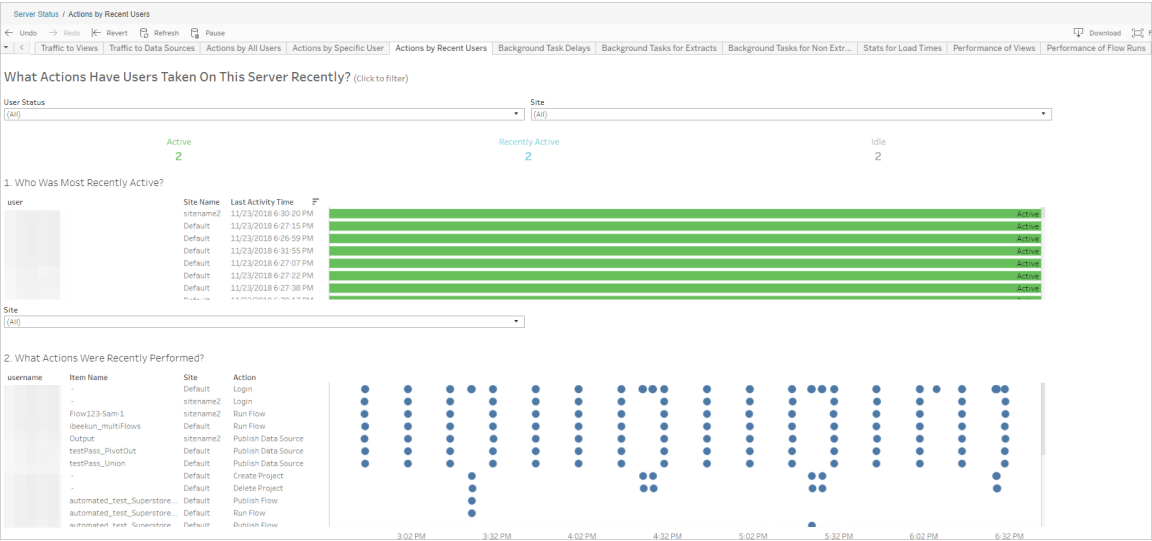 Server Status / Actions by Recent Users
← Undo → Redo Revert Refresh Pause Download
Traffic to Views Traffic to Data Sources Actions by All Users Actions by Specific User Actions by Recent Users Background Task Delays Background Tasks for Extracts Background Tasks for Non Extr... Stats for Load Times Performance of Views Performance of Flow Runs
What Actions Have Users Taken On This Server Recently? (Click to filter)
User Status Site
(All) (All)
Active Recently Active Idle
2 2 2
1. Who Was Most Recently Active?
user Site Name Last Activity Time
sitename2 11/23/2018 6:30:20 PM Active
Default 11/23/2018 6:27:15 PM Active
Default 11/23/2018 6:26:59 PM Active
Default 11/23/2018 6:31:55 PM Active
Default 11/23/2018 6:27:07 PM Active
Default 11/23/2018 6:27:22 PM Active
Default 11/23/2018 6:27:38 PM Active
Site
(All)
2. What Actions Were Recently Performed?
username Item Name Site Action
- Default Login
- sitename2 Login
Flow123-Sam-1 sitename2 Run Flow
ibeekun_multiFlows Default Run Flow
Output sitename2 Publish Data Source
testPass_PivotOut Default Publish Data Source
testPass_Union Default Publish Data Source
- Default Create Project
- Default Delete Project
automated_test_Superstore... Default Publish Flow
automated_test_Superstore... Default Run Flow
automated_test_Superstore... Default Publish Flow
3:02 PM 3:32 PM 4:02 PM 4:32 PM 5:02 PM 5:32 PM 6:02 PM 6:32 PM